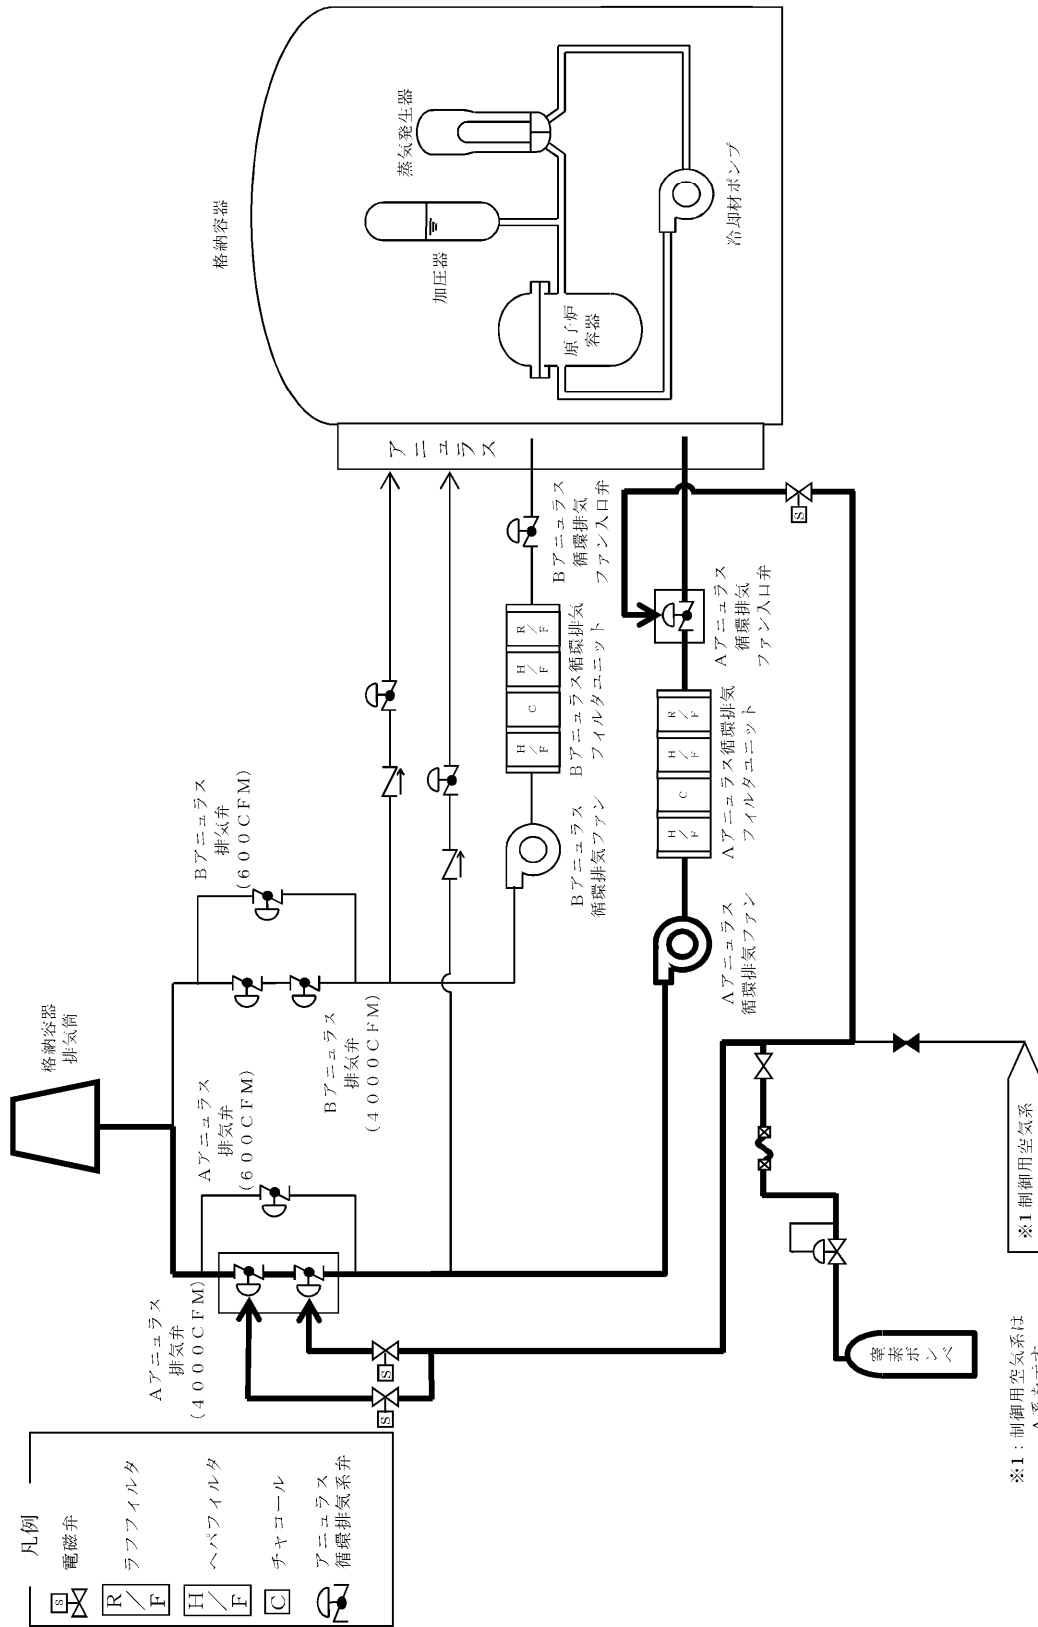 格納容器
蒸気発生器
加圧器
原子炉
容器
冷却材ポンプ
アニュラス
Bアニュラス
循環排気
ファン入口弁
R/F
H/F
C
H/F
Bアニュラス循環排気
フィルタユニット
Bアニュラス
循環排気ファン
S
Aアニュラス
循環排気
ファン入口弁
R/F
H/F
C
H/F
Aアニュラス循環排気
フィルタユニット
Aアニュラス
循環排気ファン
Bアニュラス
排気弁
(600CFM)
Bアニュラス
排気弁
(4000CFM)
格納容器
排気筒
Aアニュラス
排気弁
(600CFM)
Aアニュラス
排気弁
(4000CFM)
S
S
窒素ボンベ
※1 制御用空気系
※1：制御用空気系は
凡例
S
電磁弁
R/F
ラフフィルタ
H/F
ヘパフィルタ
C
チャコール
アニュラス
循環排気系弁